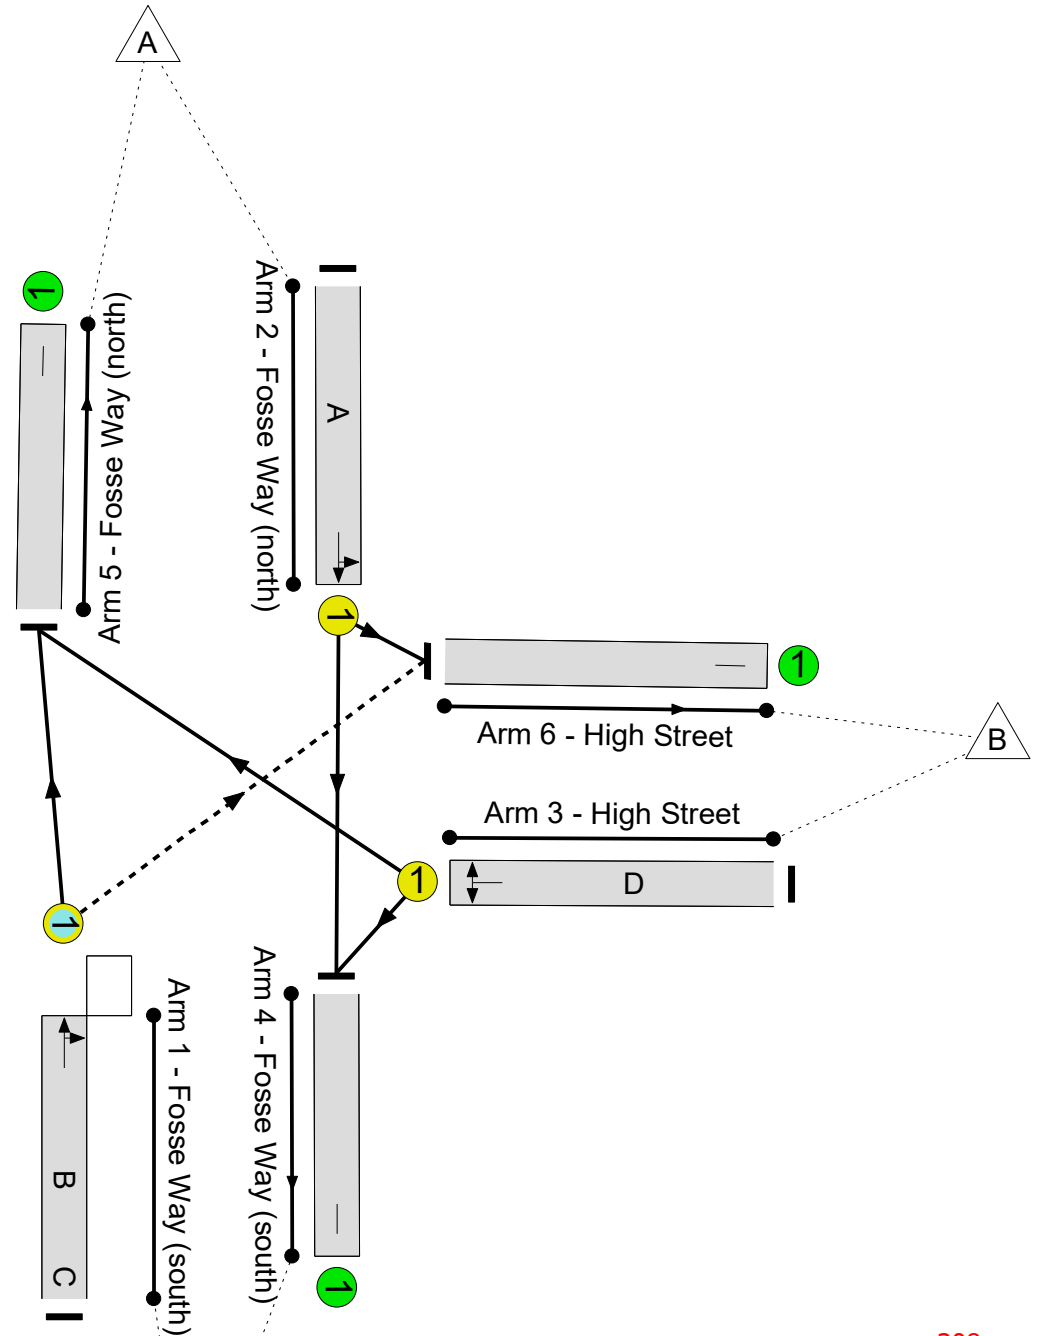 A
1
Arm 5 - Fosse Way (north)
Arm 2 - Fosse Way (north)
A
1
1
Arm 6 - High Street
B
Arm 3 - High Street
1
D
1
Arm 1 - Fosse Way (south)
B
C
Arm 4 - Fosse Way (south)
1